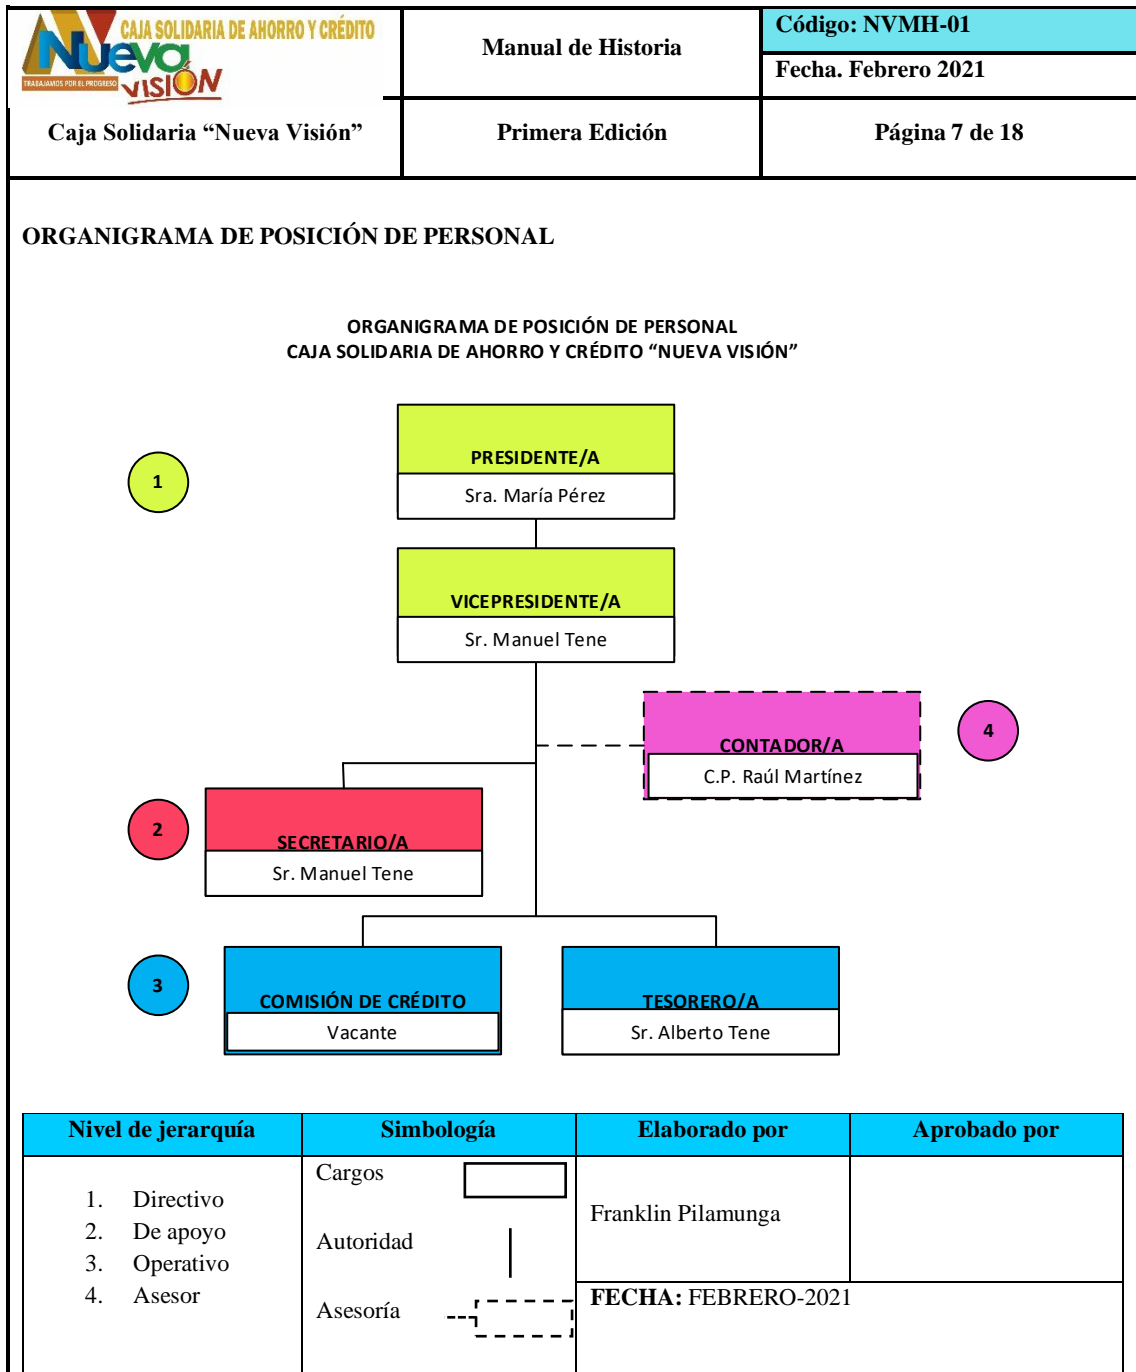 CAJA SOLIDARIA DE AHORRO Y CRÉDITO
Nueva
VISIÓN
TRABAJAMOS POR EL PROGRESO
Manual de Historia
Código: NVMH-01
Fecha. Febrero 2021
Caja Solidaria “Nueva Visión”
Primera Edición
Página 7 de 18
ORGANIGRAMA DE POSICIÓN DE PERSONAL
ORGANIGRAMA DE POSICIÓN DE PERSONAL
CAJA SOLIDARIA DE AHORRO Y CRÉDITO “NUEVA VISIÓN”
1
PRESIDENTE/A
Sra. María Pérez
VICEPRESIDENTE/A
Sr. Manuel Tene
CONTADOR/A
C.P. Raúl Martínez
4
2
SECRETARIO/A
Sr. Manuel Tene
3
COMISIÓN DE CRÉDITO
Vacante
TESORERO/A
Sr. Alberto Tene
Nivel de jerarquía
Simbología
Elaborado por
Aprobado por
1. Directivo
2. De apoyo
3. Operativo
4. Asesor
Cargos
Autoridad
Asesoría
Franklin Pilamunga
FECHA: FEBRERO-2021